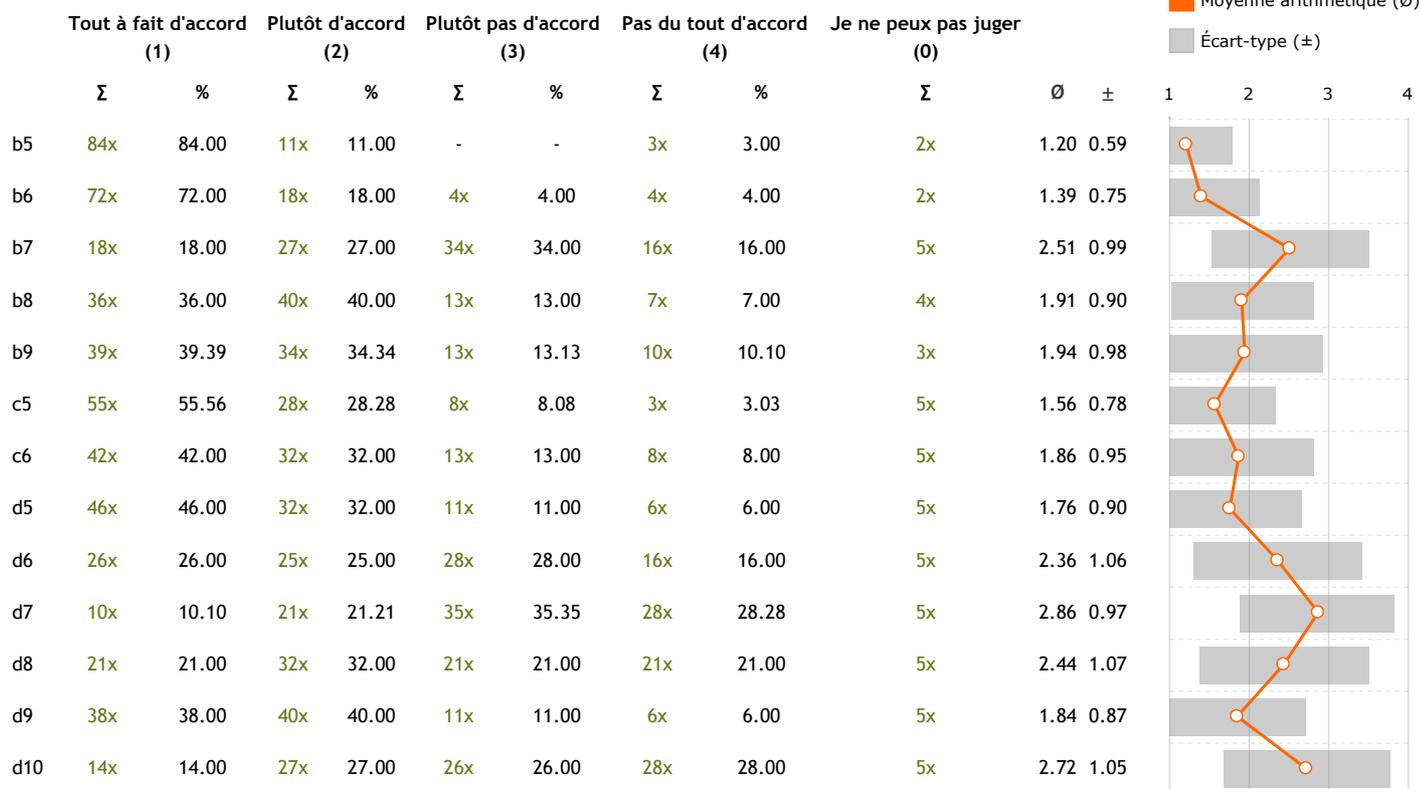 Moyenne arithmétique (Ø)
Tout à fait d'accord Plutôt d'accord Plutôt pas d'accord Pas du tout d'accord Je ne peux pas juger
(1) (2) (3) (4) (0)
Écart-type (±)
Σ % Σ % Σ % Σ % Σ Ø ± 1 2 3 4
b5 84x 84.00 11x 11.00 - - 3x 3.00 2x 1.20 0.59
b6 72x 72.00 18x 18.00 4x 4.00 4x 4.00 2x 1.39 0.75
b7 18x 18.00 27x 27.00 34x 34.00 16x 16.00 5x 2.51 0.99
b8 36x 36.00 40x 40.00 13x 13.00 7x 7.00 4x 1.91 0.90
b9 39x 39.39 34x 34.34 13x 13.13 10x 10.10 3x 1.94 0.98
c5 55x 55.56 28x 28.28 8x 8.08 3x 3.03 5x 1.56 0.78
c6 42x 42.00 32x 32.00 13x 13.00 8x 8.00 5x 1.86 0.95
d5 46x 46.00 32x 32.00 11x 11.00 6x 6.00 5x 1.76 0.90
d6 26x 26.00 25x 25.00 28x 28.00 16x 16.00 5x 2.36 1.06
d7 10x 10.10 21x 21.21 35x 35.35 28x 28.28 5x 2.86 0.97
d8 21x 21.00 32x 32.00 21x 21.00 21x 21.00 5x 2.44 1.07
d9 38x 38.00 40x 40.00 11x 11.00 6x 6.00 5x 1.84 0.87
d10 14x 14.00 27x 27.00 26x 26.00 28x 28.00 5x 2.72 1.05